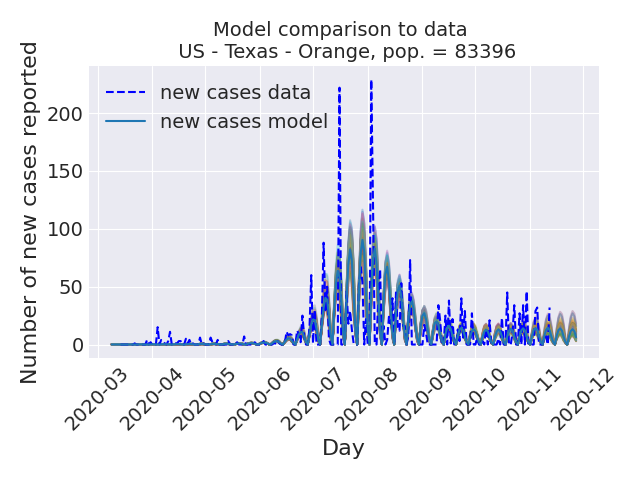 Model comparison to data
US - Texas - Orange, pop. = 83396
new cases data
new cases model
Number of new cases reported
200
150
100
50
0
2020-03
2020-04
2020-05
2020-06
2020-07
2020-08
2020-09
2020-10
2020-11
2020-12
Day